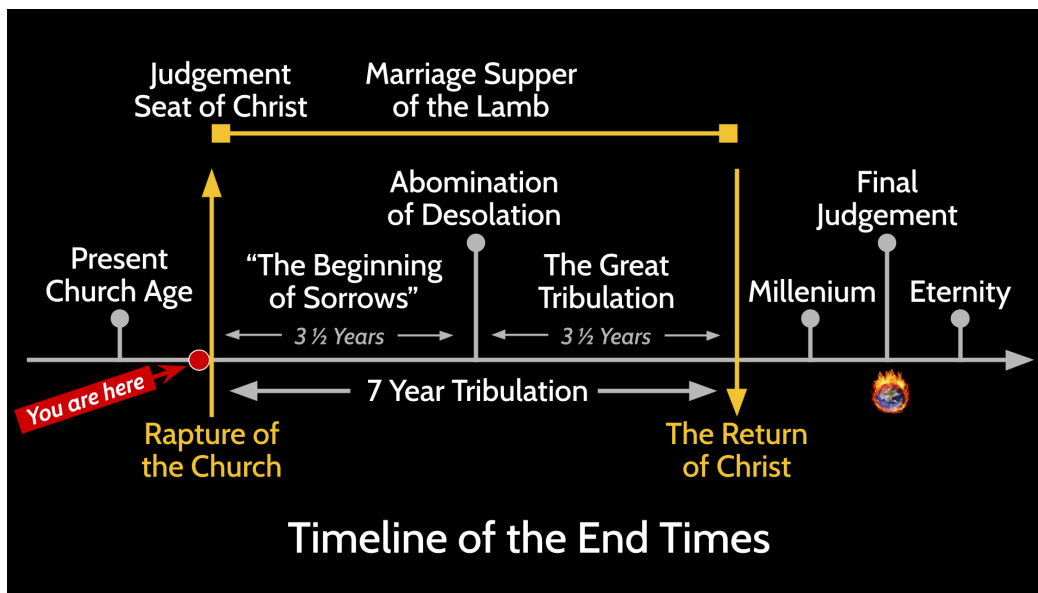 Judgement
Seat of Christ
Marriage Supper
of the Lamb
Abomination
of Desolation
Final
Judgement
Present
Church Age
“The Beginning
of Sorrows”
The Great
Tribulation
Millenium
Eternity
3 ½ Years
3 ½ Years
You are here
7 Year Tribulation
Rapture of
the Church
The Return
of Christ
Timeline of the End Times